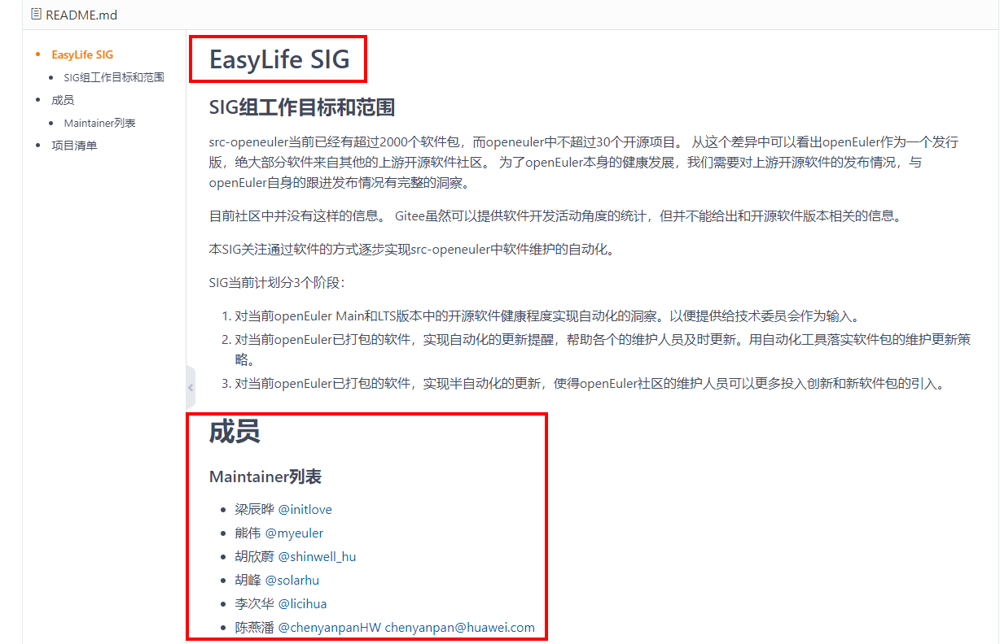 README.md
EasyLife SIG
SIG组工作目标和范围
成员
Maintainer列表
项目清单
EasyLife SIG
SIG组工作目标和范围
src-openeuler当前已经有超过2000个软件包，而openeuler中不超过30个开源项目。 从这个差异中可以看出openEuler作为一个发行
版，绝大部分软件来自其他的上游开源软件社区。 为了openEuler本身的健康发展，我们需要对上游开源软件的发布情况，与
openEuler自身的跟进发布情况有完整的洞察。
目前社区中并没有这样的信息。 Gitee虽然可以提供软件开发活动角度的统计，但并不能给出和开源软件版本相关的信息。
本SIG关注通过软件的方式逐步实现src-openeuler中软件维护的自动化。
SIG当前计划分3个阶段：
1. 对当前openEuler Main和LTS版本中的开源软件健康程度实现自动化的洞察。以便提供给技术委员会作为输入。
2. 对当前openEuler已打包的软件，实现自动化的更新提醒，帮助各个的维护人员及时更新。用自动化工具落实软件包的维护更新策
略。
3. 对当前openEuler已打包的软件，实现半自动化的更新，使得openEuler社区的维护人员可以更多投入创新和新软件包的引入。
成员
Maintainer列表
梁辰晔 @initlove
熊伟 @myeuler
胡欣蔚 @shinwell_hu
胡峰 @solarhu
李次华 @licihua
陈燕潘 @chenyanpanHW chenyanpan@huawei.com